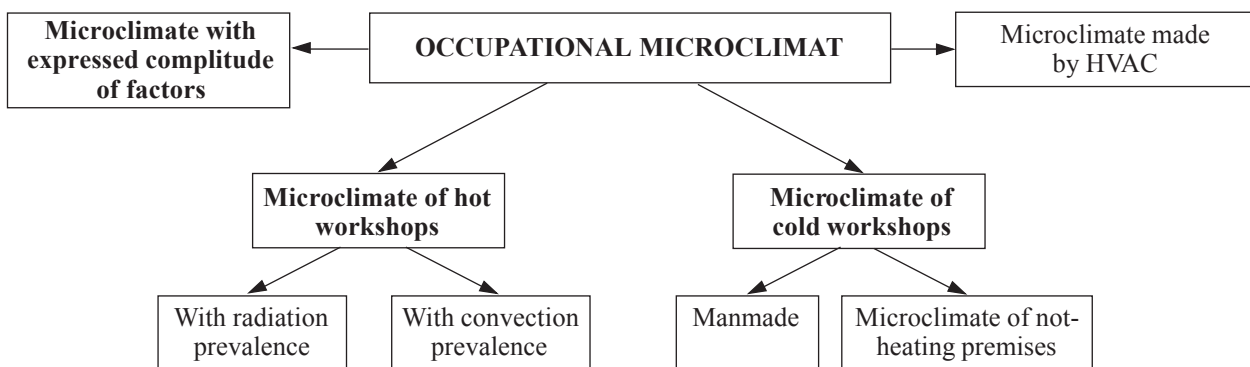 Microclimate with
expressed complitude
of factors
OCCUPATIONAL MICROCLIMAT
Microclimate made
by HVAC
Microclimate of hot
workshops
Microclimate of
cold workshops
With radiation
prevalence
With convection
prevalence
Manmade
Microclimate of not-
heating premises